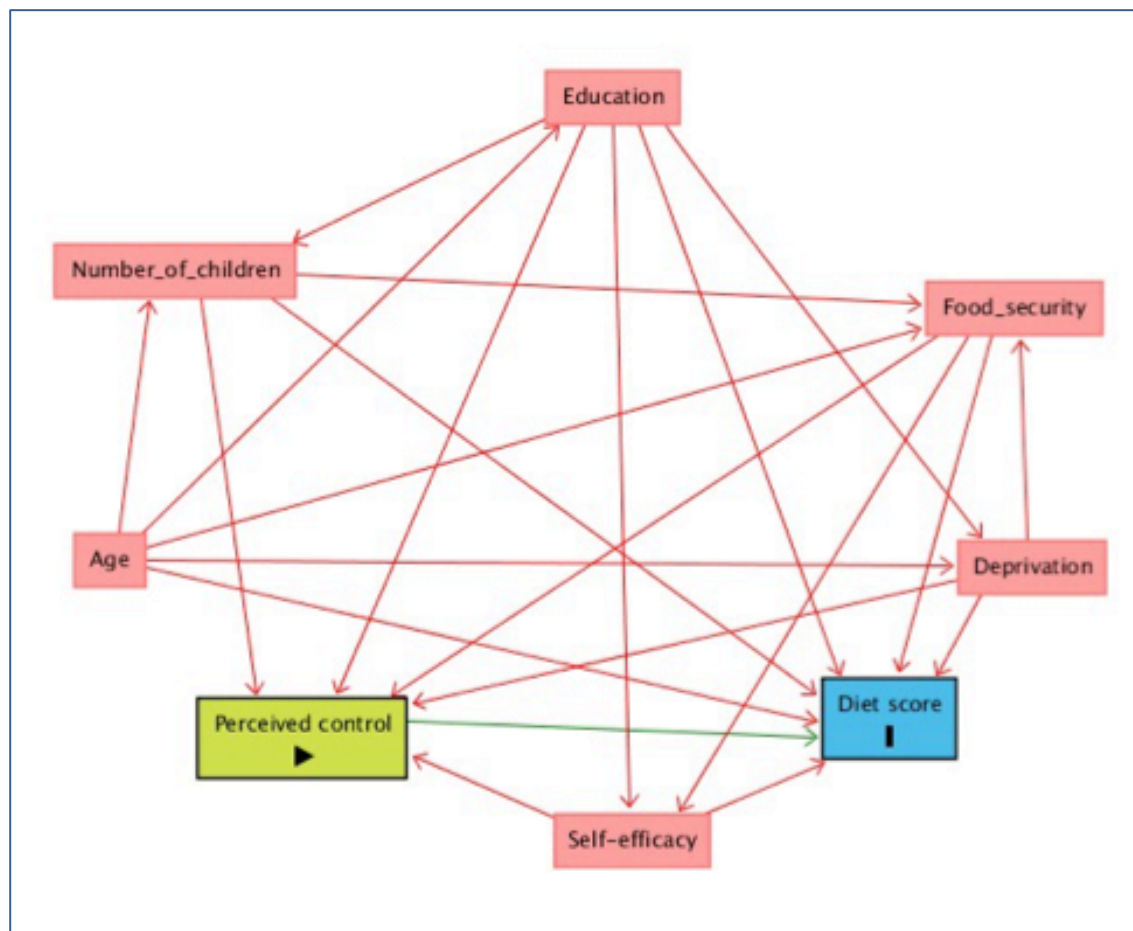 Education
Number_of_children
Food_security
Age
Deprivation
Perceived control
Diet score
Self-efficacy